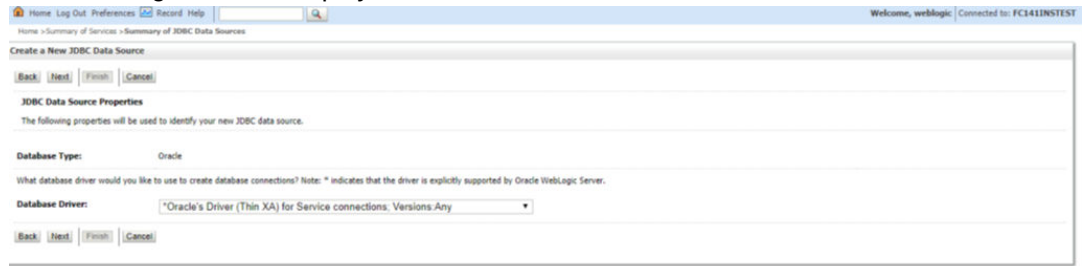 Home Log Out Preferences Record Help
Welcome, weblogic Connected to: FC141INSTEST
Home >Summary of Services >Summary of JDBC Data Sources
Create a New JDBC Data Source
Back Next Finish Cancel
JDBC Data Source Properties
The following properties will be used to identify your new JDBC data source.
Database Type: Oracle
What database driver would you like to use to create database connections? Note: * indicates that the driver is explicitly supported by Oracle WebLogic Server.
Database Driver: *Oracle's Driver (Thin XA) for Service connections; Versions:Any
Back Next Finish Cancel